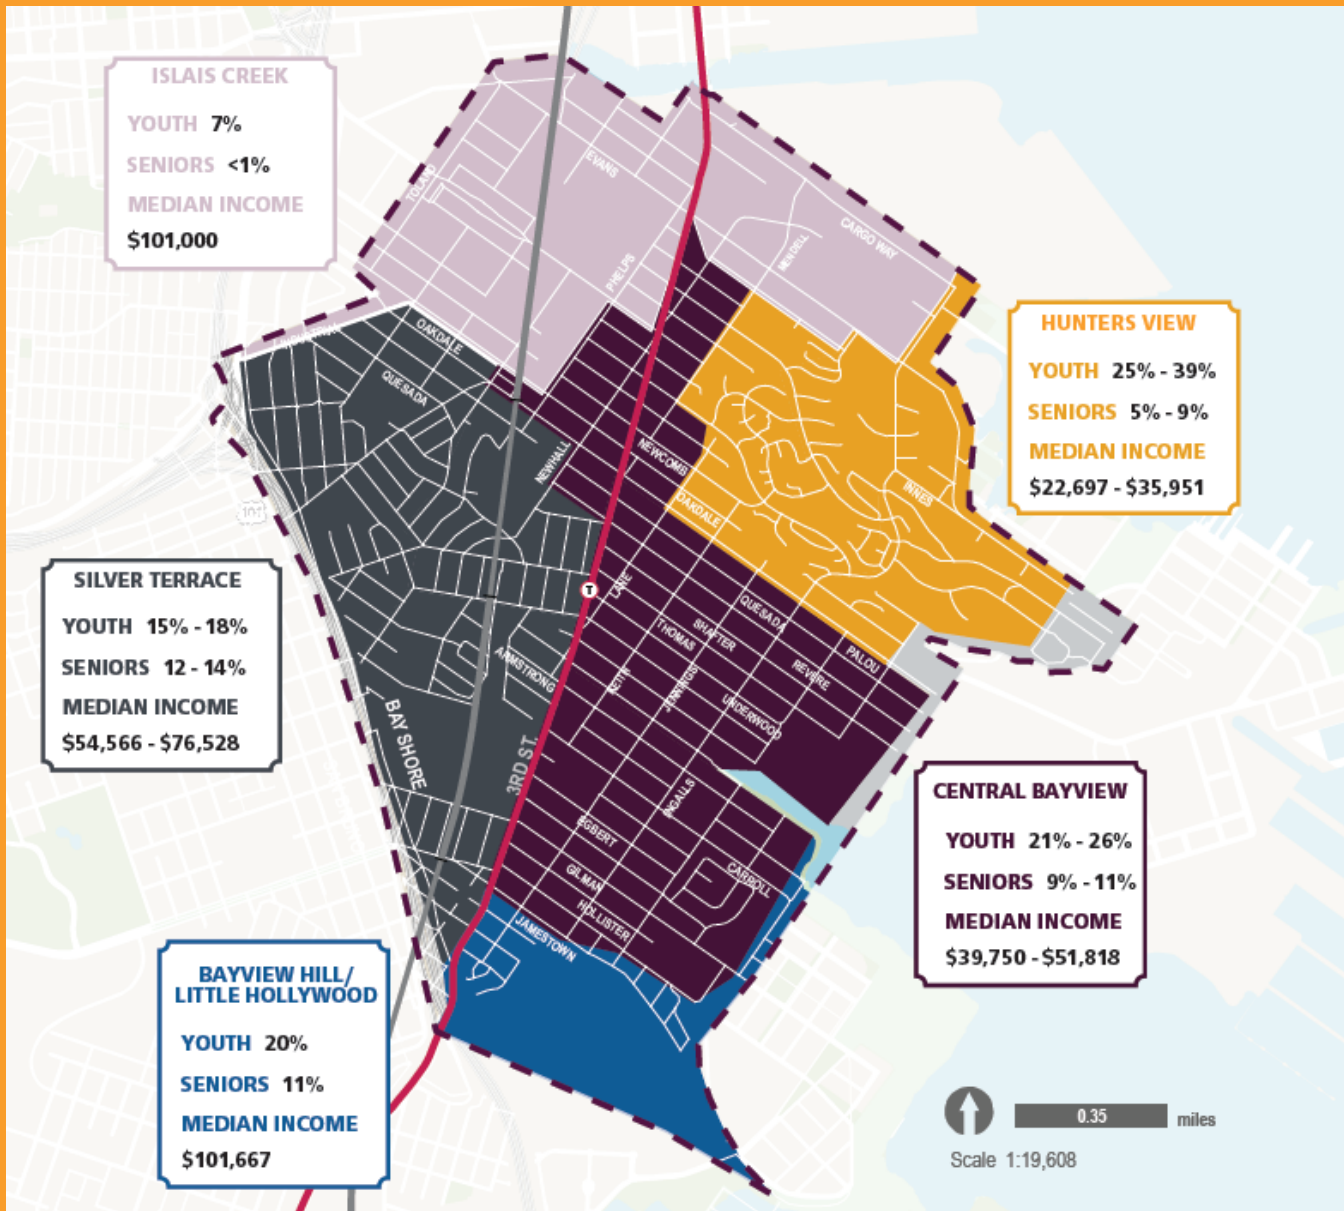 ISLAIS CREEK
YOUTH 7%
SENIORS <1%
MEDIAN INCOME
$101,000
HUNTERS VIEW
YOUTH 25% - 39%
SENIORS 5% - 9%
MEDIAN INCOME
$22,697 - $35,951
SILVER TERRACE
YOUTH 15% - 18%
SENIORS 12 - 14%
MEDIAN INCOME
$54,566 - $76,528
CENTRAL BAYVIEW
YOUTH 21% - 26%
SENIORS 9% - 11%
MEDIAN INCOME
$39,750 - $51,818
BAYVIEW HILL/
LITTLE HOLLYWOOD
YOUTH 20%
SENIORS 11%
MEDIAN INCOME
$101,667
TOLAND
EVANS
CARGO WAY
MENDELL
PHELPS
OAKDALE
QUESADA
NEWHALL
NEWCOMB
OAKDALE
INNES
101
T
LANE
QUESADA
SHAFTER
THOMAS
PALOU
REVERE
KEITH
JENNINGS
UNDERWOOD
ARMSTRONG
BAY SHORE
3RD ST.
INGALLS
EGBERT
GILMAN
CARROLL
HOLLISTER
JAMESTOWN
0.35 miles
Scale 1:19,608